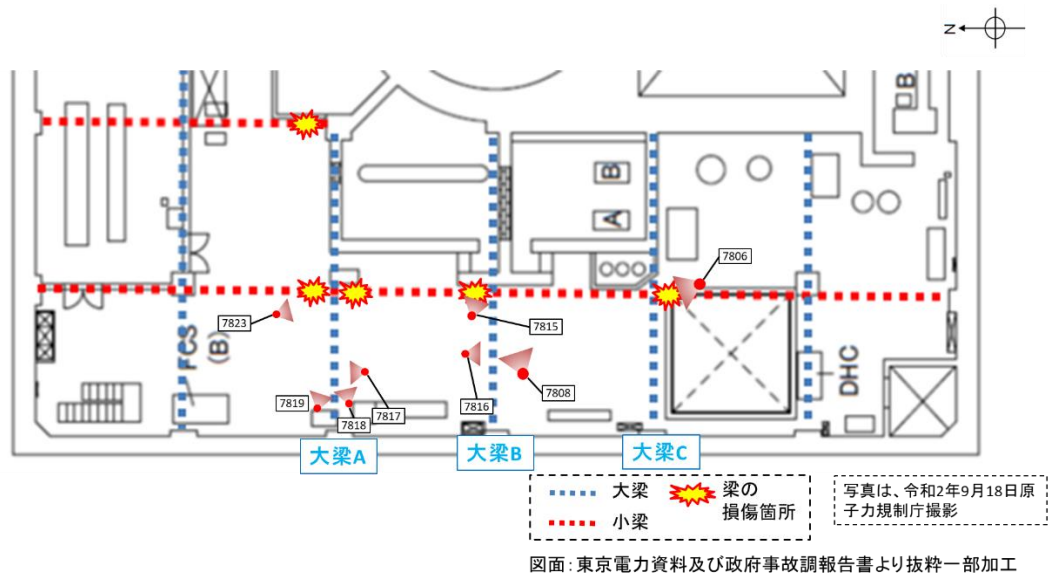 N
B
B
A
7806
7823
7815
FCS
(B)
7819
7818
7817
7816
7808
DHC
大梁A
大梁B
大梁C
大梁
梁の
損傷箇所
小梁
写真は、令和2年9月18日原
子力規制庁撮影
図面：東京電力資料及び政府事故調報告書より抜粋一部加工